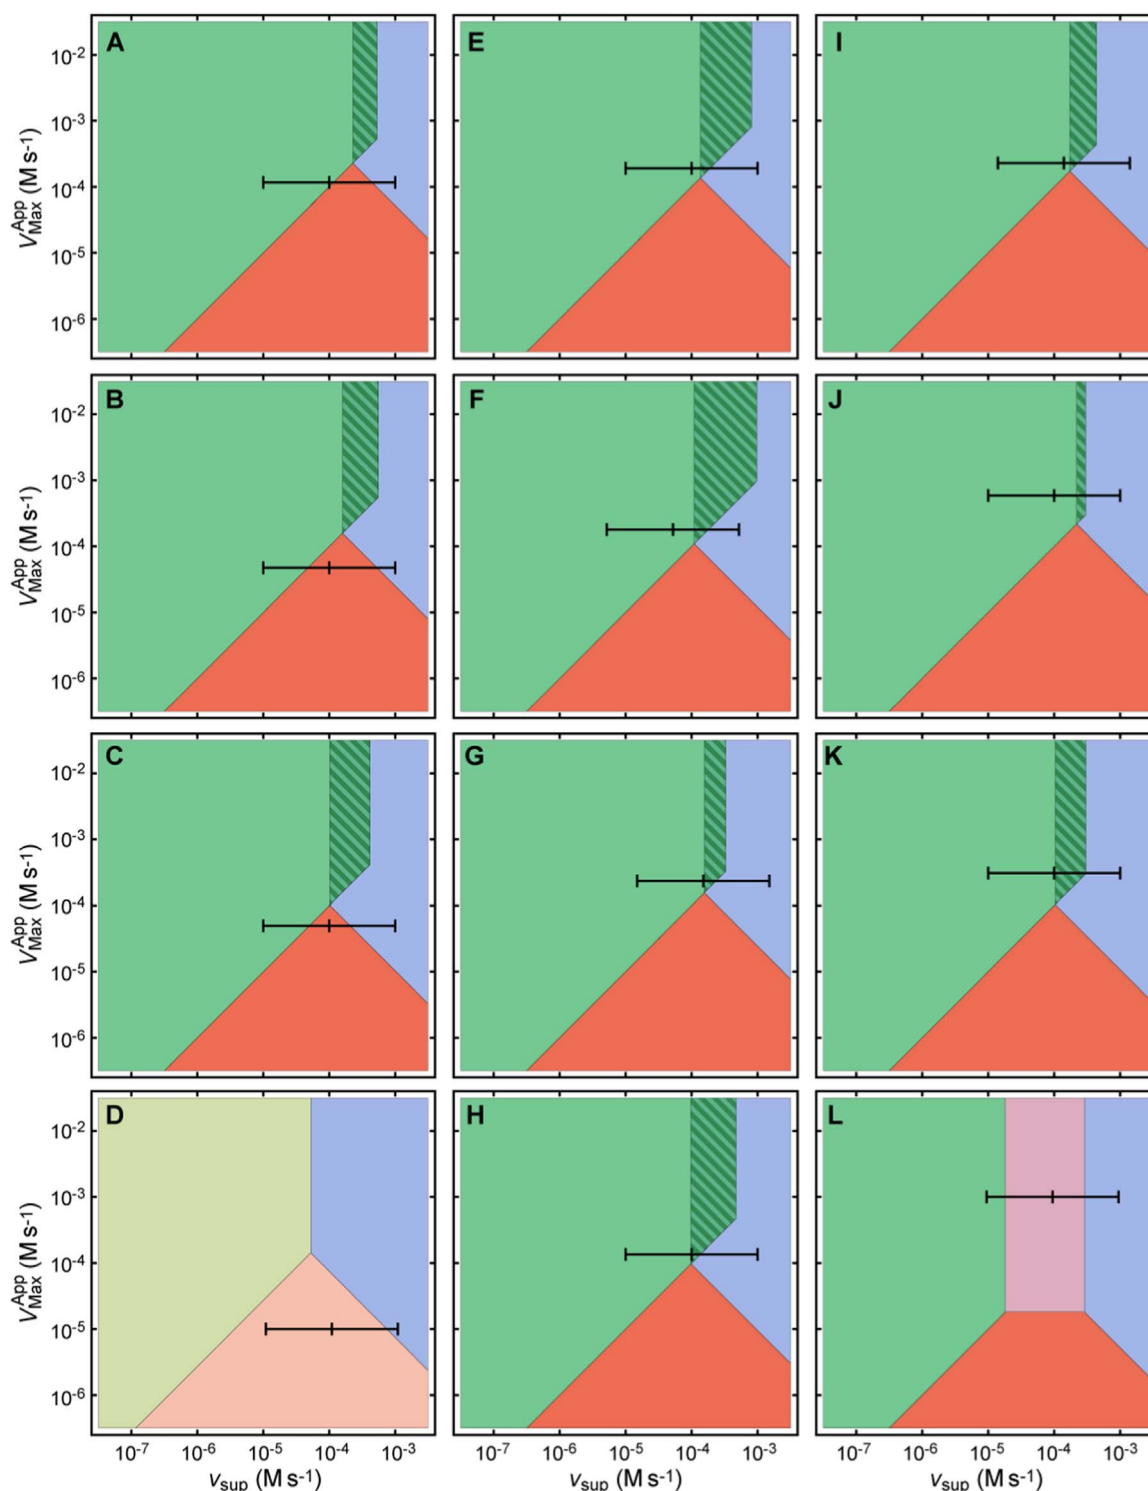 A E I
10⁻²
10⁻³
10⁻⁴
10⁻⁵
10⁻⁶
V_Max^App (M s⁻¹)
B F J
10⁻²
10⁻³
10⁻⁴
10⁻⁵
10⁻⁶
V_Max^App (M s⁻¹)
C G K
10⁻²
10⁻³
10⁻⁴
10⁻⁵
10⁻⁶
V_Max^App (M s⁻¹)
D H L
10⁻²
10⁻³
10⁻⁴
10⁻⁵
10⁻⁶
V_Max^App (M s⁻¹)
10⁻⁷ 10⁻⁶ 10⁻⁵ 10⁻⁴ 10⁻³ 10⁻⁷ 10⁻⁶ 10⁻⁵ 10⁻⁴ 10⁻³ 10⁻⁷ 10⁻⁶ 10⁻⁵ 10⁻⁴ 10⁻³
v_sup (M s⁻¹) v_sup (M s⁻¹) v_sup (M s⁻¹)